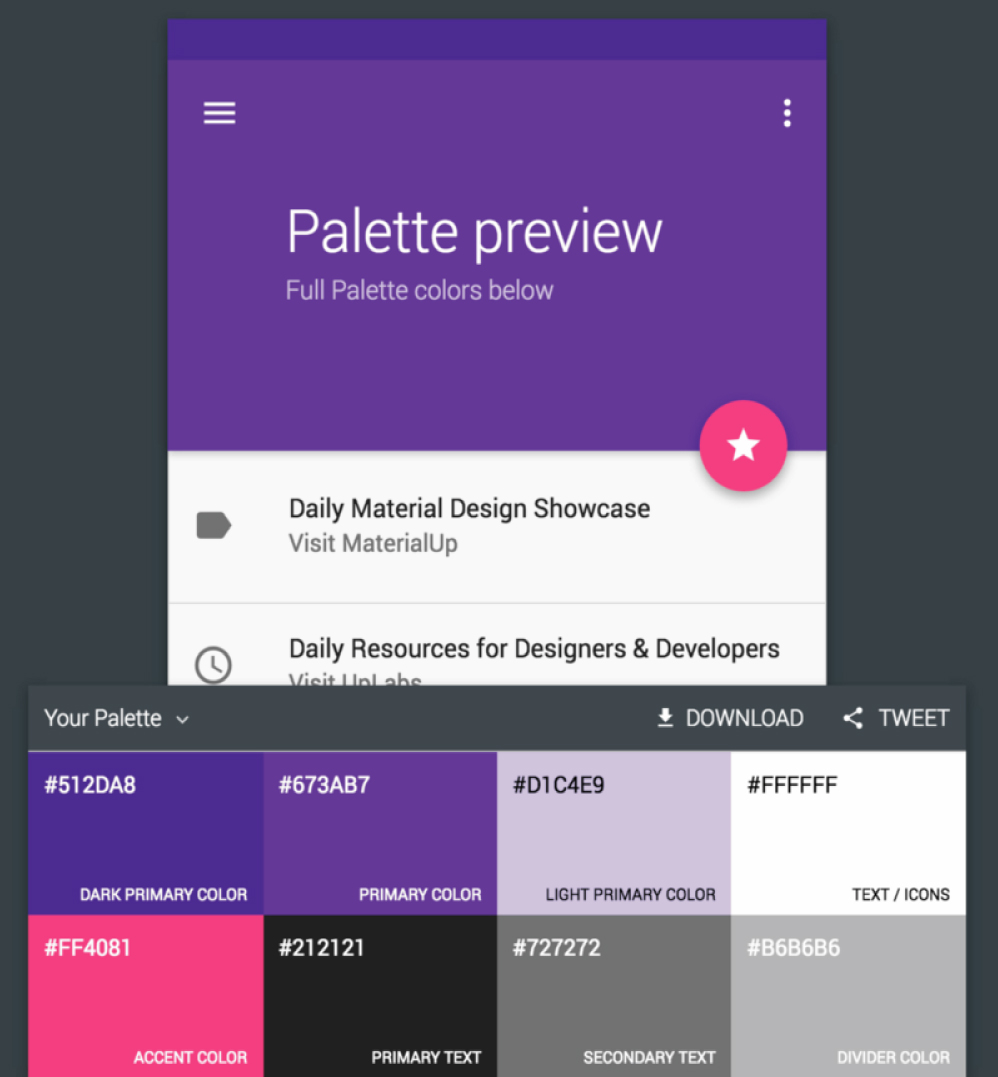 Palette preview
Full Palette colors below
Daily Material Design Showcase
Visit MaterialUp
Daily Resources for Designers & Developers
Visit UpLabs
Your Palette
DOWNLOAD
TWEET
#512DA8
#673AB7
#D1C4E9
#FFFFFF
DARK PRIMARY COLOR
PRIMARY COLOR
LIGHT PRIMARY COLOR
TEXT / ICONS
#FF4081
#212121
#727272
#B6B6B6
ACCENT COLOR
PRIMARY TEXT
SECONDARY TEXT
DIVIDER COLOR